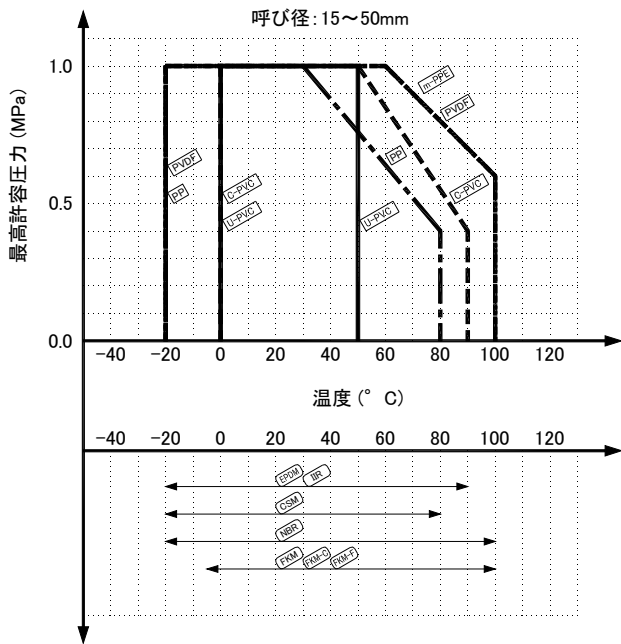 呼び径：15～50mm
最高許容圧力 (MPa)
1.0
0.5
0.0
m-PPE
PVDF
PVDF
PP
C-PVC
U-PVC
PP
U-PVC
C-PVC
-40 -20 0 20 40 60 80 100 120
温度 (° C)
-40 -20 0 20 40 60 80 100 120
EPDM IIR
CSM
NBR
FKM FKM-C FKM-F